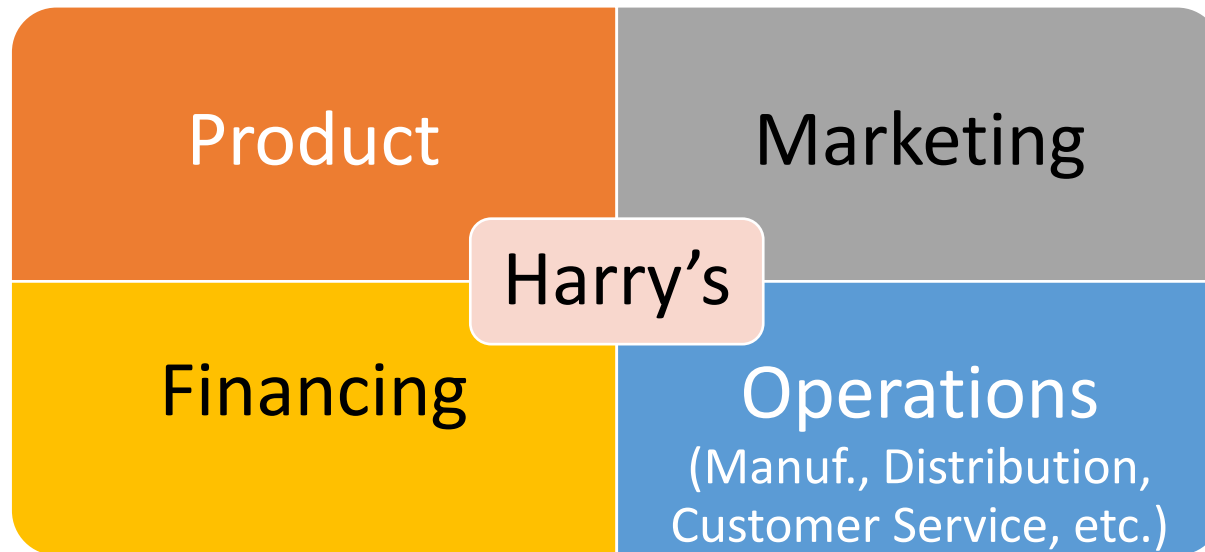 Product
Marketing
Harry’s
Financing
Operations
(Manuf., Distribution,
Customer Service, etc.)